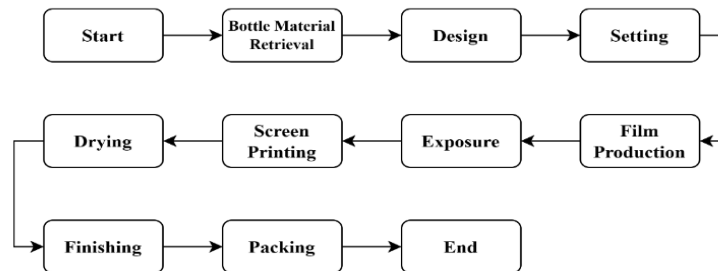 Start
Bottle Material
Retrieval
Design
Setting
Drying
Screen
Printing
Exposure
Film
Production
Finishing
Packing
End